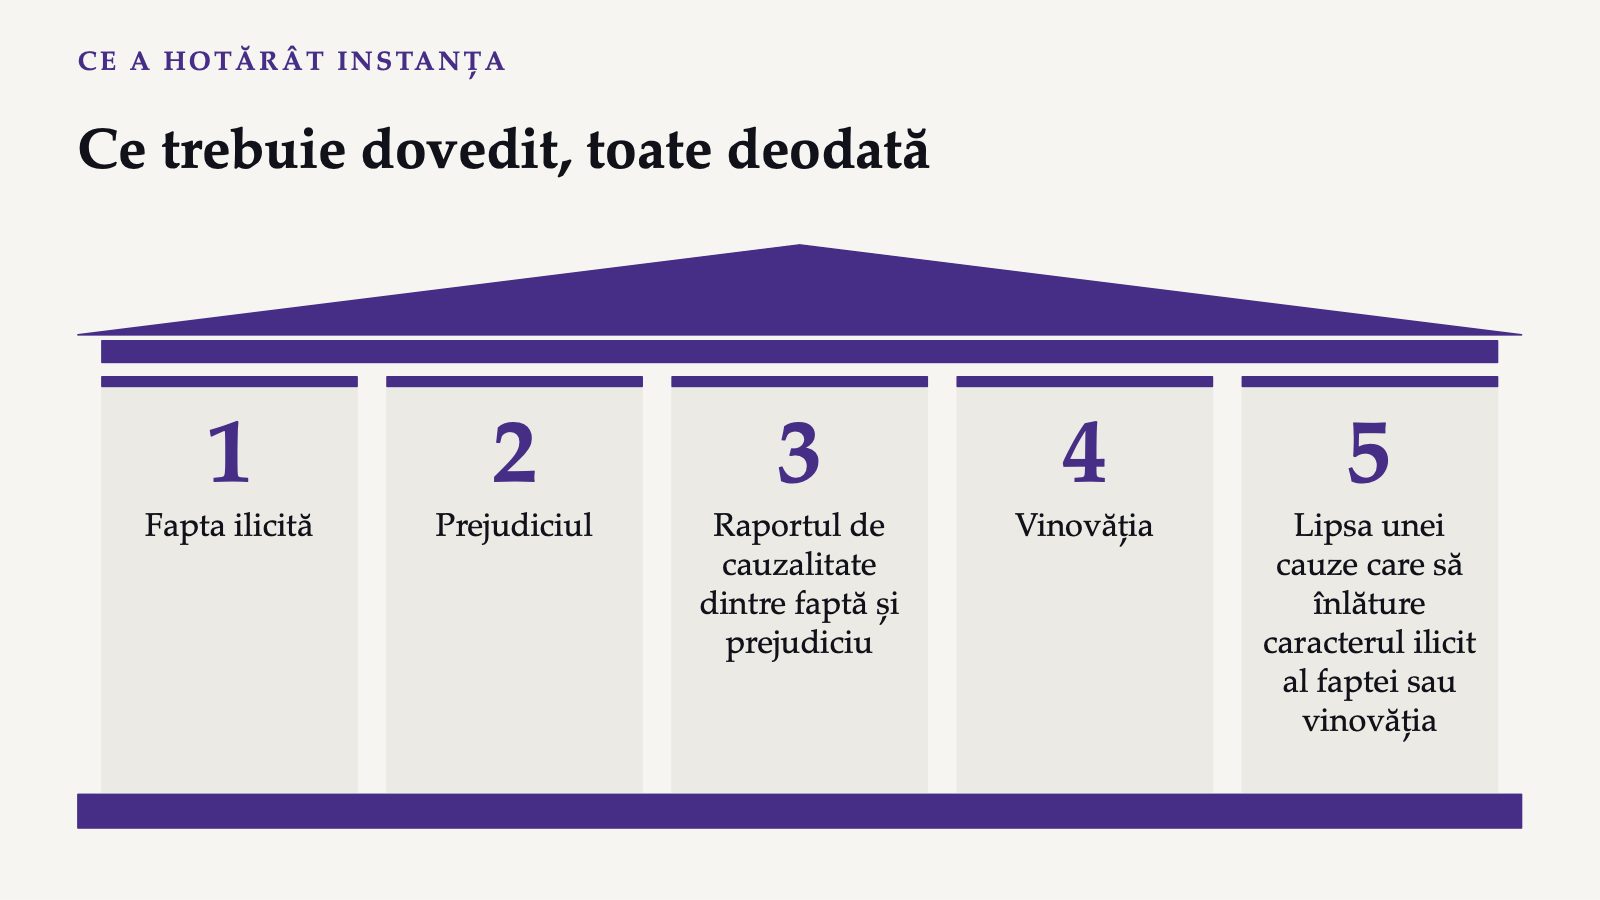 CE A HOTĂRÂT INSTANȚA
Ce trebuie dovedit, toate deodată
1
Fapta ilicită
2
Prejudiciul
3
Raportul de
cauzalitate
dintre faptă și
prejudiciu
4
Vinovăția
5
Lipsa unei
cauze care să
înlăture
caracterul ilicit
al faptei sau
vinovăția